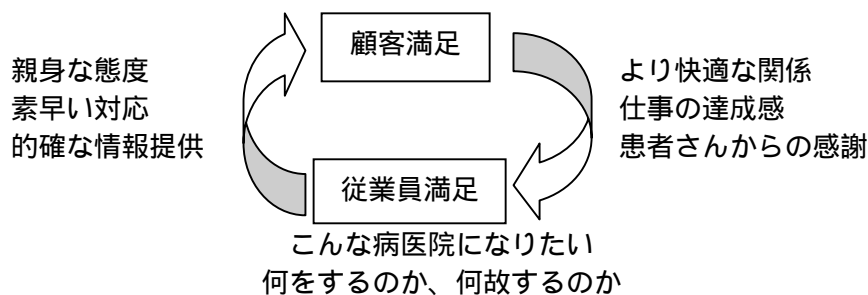 顧客満足
親身な態度
素早い対応
的確な情報提供
より快適な関係
仕事の達成感
患者さんからの感謝
従業員満足
こんな病医院になりたい
何をするのか、何故するのか